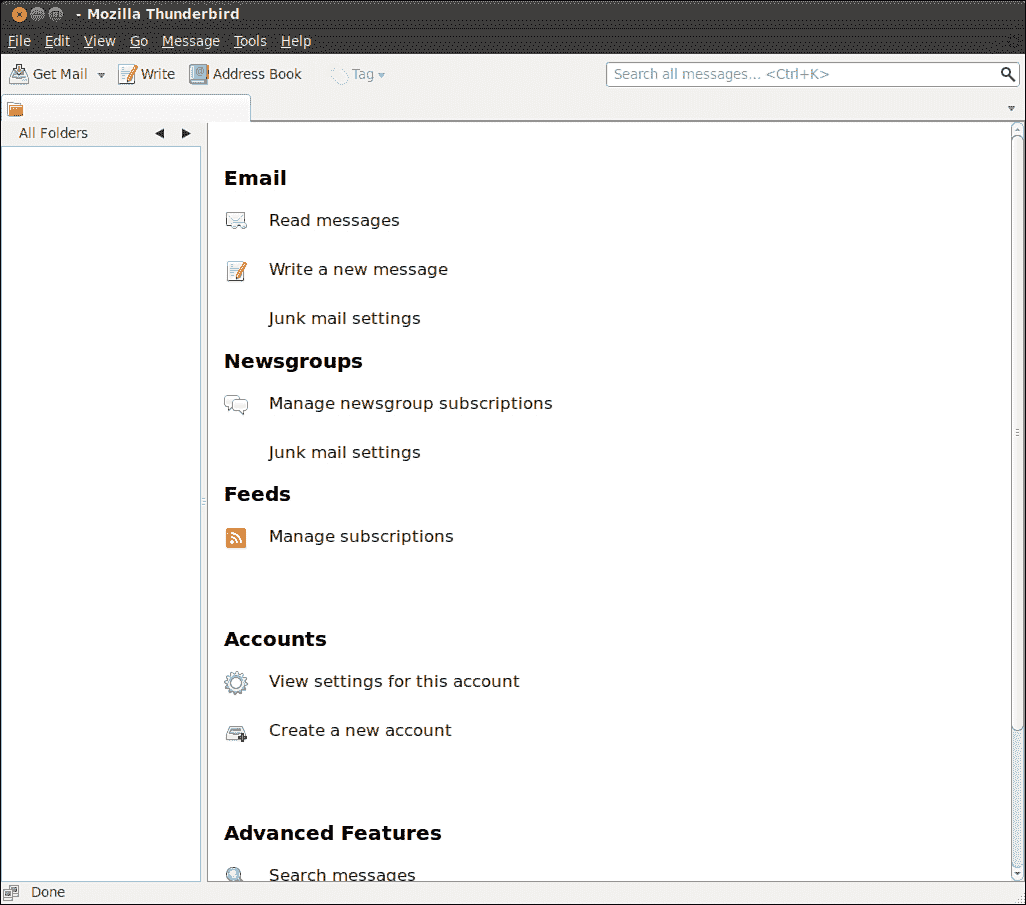 - Mozilla Thunderbird
File Edit View Go Message Tools Help
Get Mail Write Address Book Tag Search all messages... <Ctrl+K>
All Folders
Email
Read messages
Write a new message
Junk mail settings
Newsgroups
Manage newsgroup subscriptions
Junk mail settings
Feeds
Manage subscriptions
Accounts
View settings for this account
Create a new account
Advanced Features
Search messages
Done